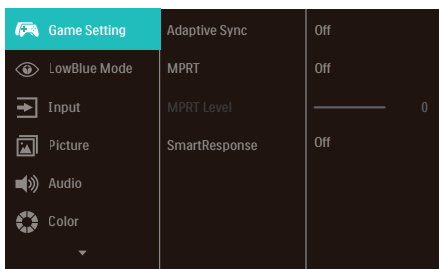 Game Setting Adaptive Sync Off
LowBlue Mode MPRT Off
Input MPRT Level 0
Picture SmartResponse Off
Audio
Color